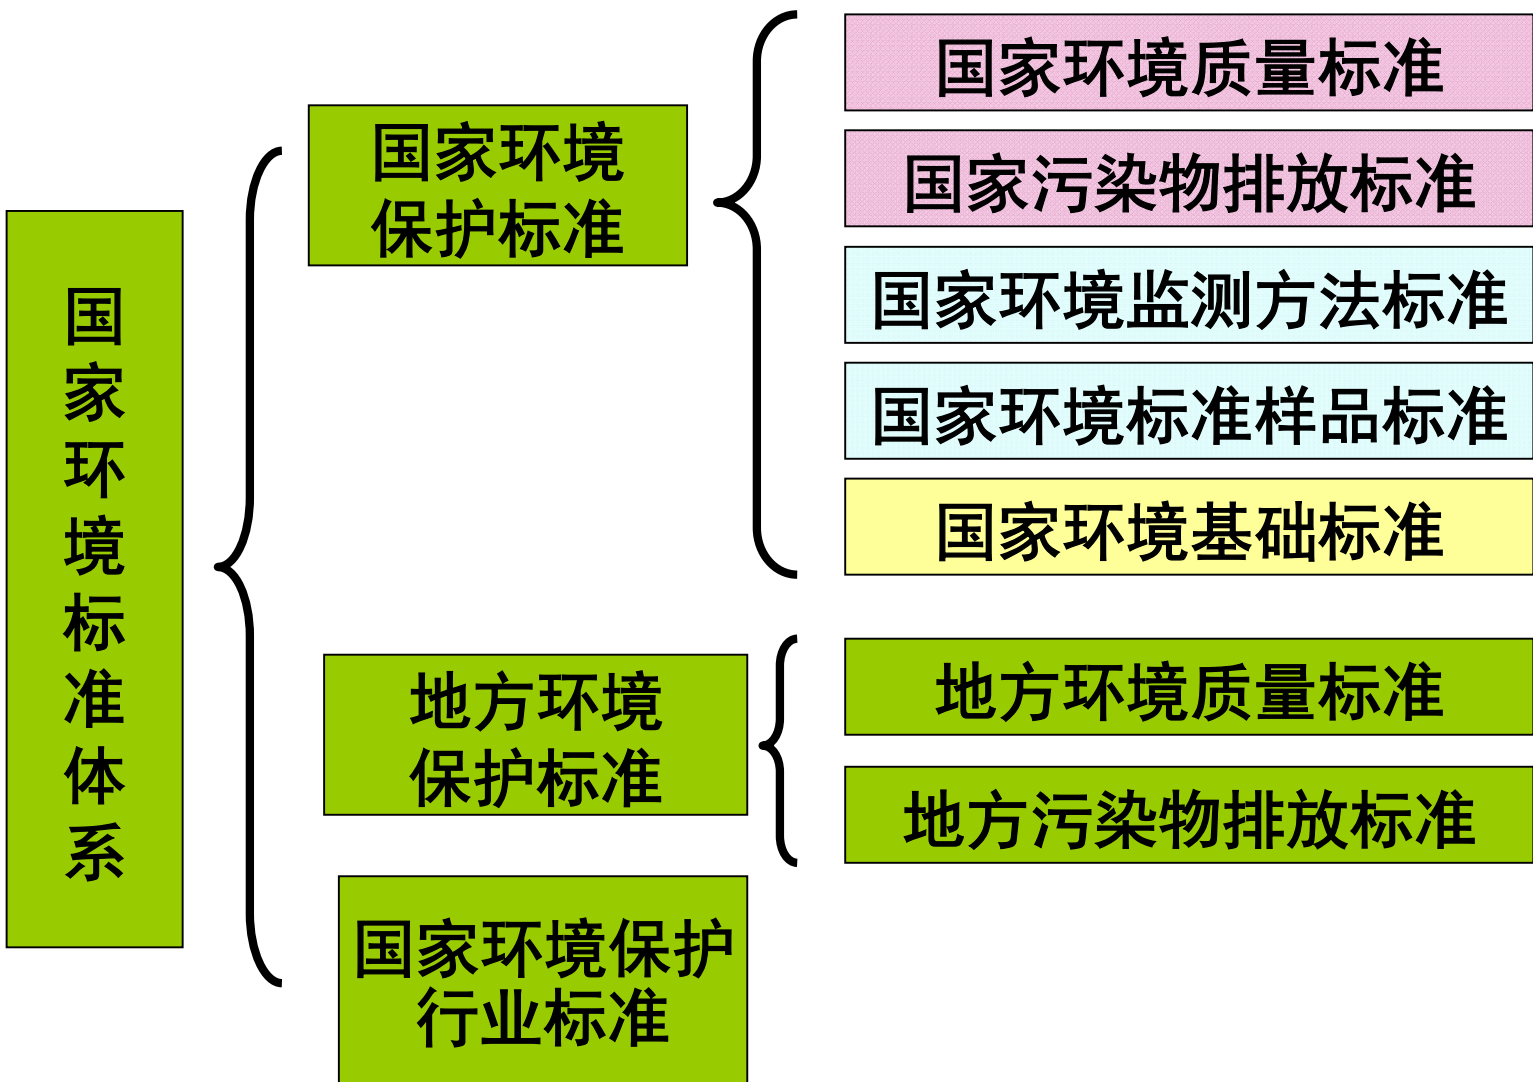 国家环境标准体系
国家环境
保护标准
国家环境质量标准
国家污染物排放标准
国家环境监测方法标准
国家环境标准样品标准
国家环境基础标准
地方环境
保护标准
地方环境质量标准
地方污染物排放标准
国家环境保护
行业标准